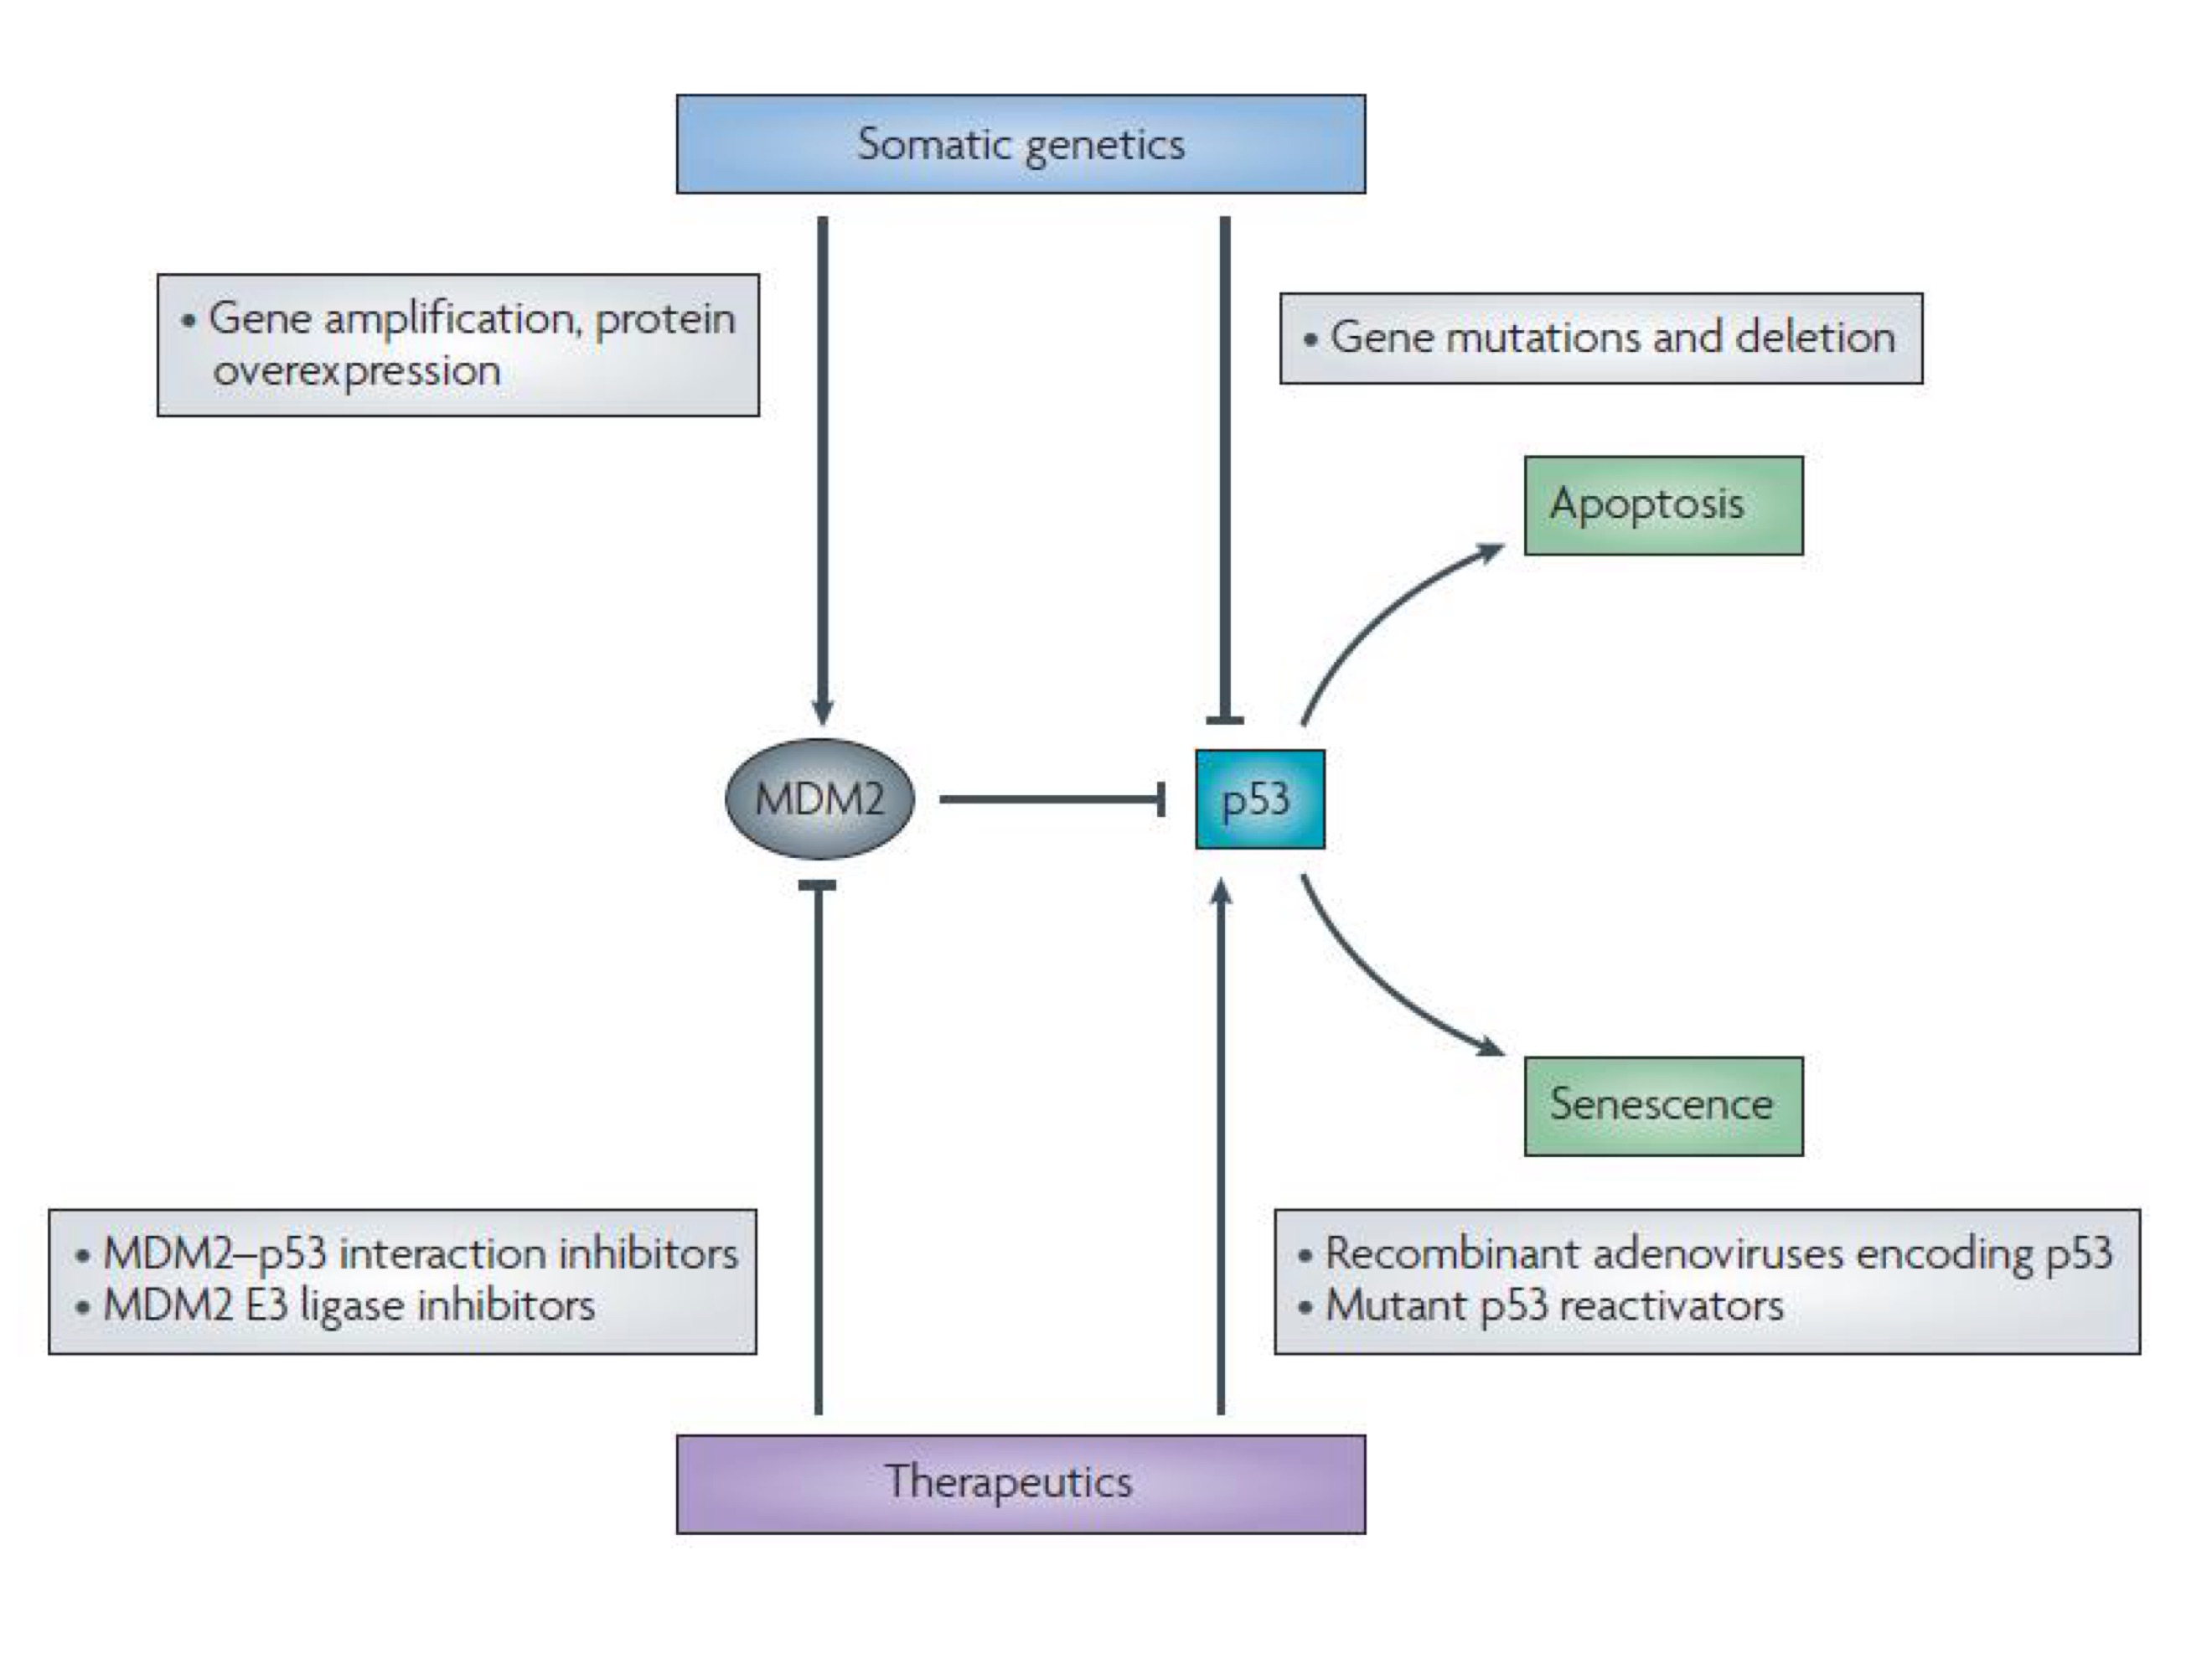 Somatic genetics
• Gene amplification, protein
overexpression
• Gene mutations and deletion
Apoptosis
MDM2
p53
Senescence
• MDM2–p53 interaction inhibitors
• MDM2 E3 ligase inhibitors
• Recombinant adenoviruses encoding p53
• Mutant p53 reactivators
Therapeutics